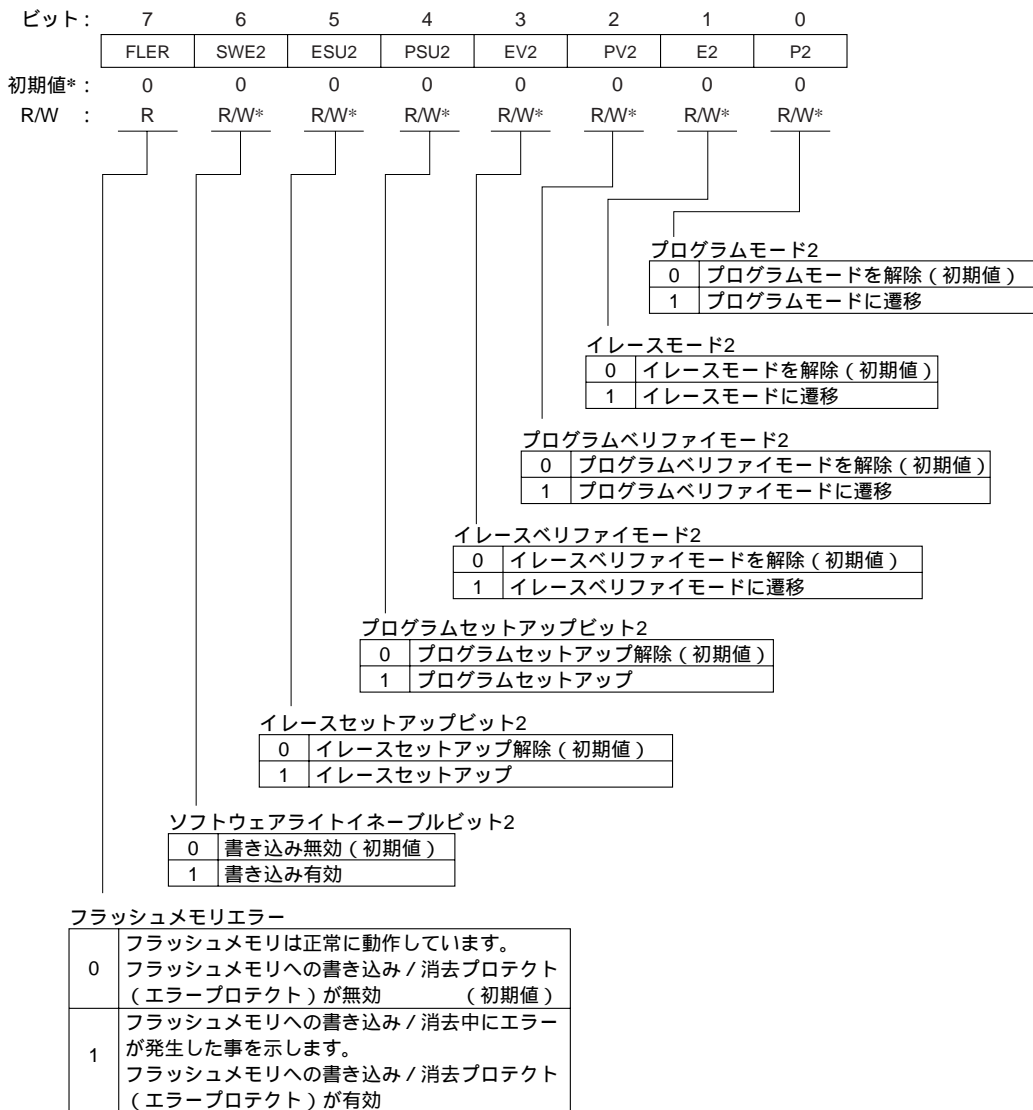 ビット : 7 6 5 4 3 2 1 0
FLER SWE2 ESU2 PSU2 EV2 PV2 E2 P2
初期値* : 0 0 0 0 0 0 0 0
R/W : R R/W* R/W* R/W* R/W* R/W* R/W* R/W*
プログラムモード2
0 プログラムモードを解除(初期値)
1 プログラムモードに遷移
イレースモード2
0 イレースモードを解除(初期値)
1 イレースモードに遷移
プログラムベリファイモード2
0 プログラムベリファイモードを解除(初期値)
1 プログラムベリファイモードに遷移
イレースベリファイモード2
0 イレースベリファイモードを解除(初期値)
1 イレースベリファイモードに遷移
プログラムセットアップビット2
0 プログラムセットアップ解除(初期値)
1 プログラムセットアップ
イレースセットアップビット2
0 イレースセットアップ解除(初期値)
1 イレースセットアップ
ソフトウェアライトイネーブルビット2
0 書き込み無効(初期値)
1 書き込み有効
フラッシュメモリエラー
フラッシュメモリは正常に動作しています。
0 フラッシュメモリへの書き込み/消去プロテクト
(エラープロテクト)が無効 (初期値)
フラッシュメモリへの書き込み/消去中にエラー
1 が発生した事を示します。
フラッシュメモリへの書き込み/消去プロテクト
(エラープロテクト)が有効